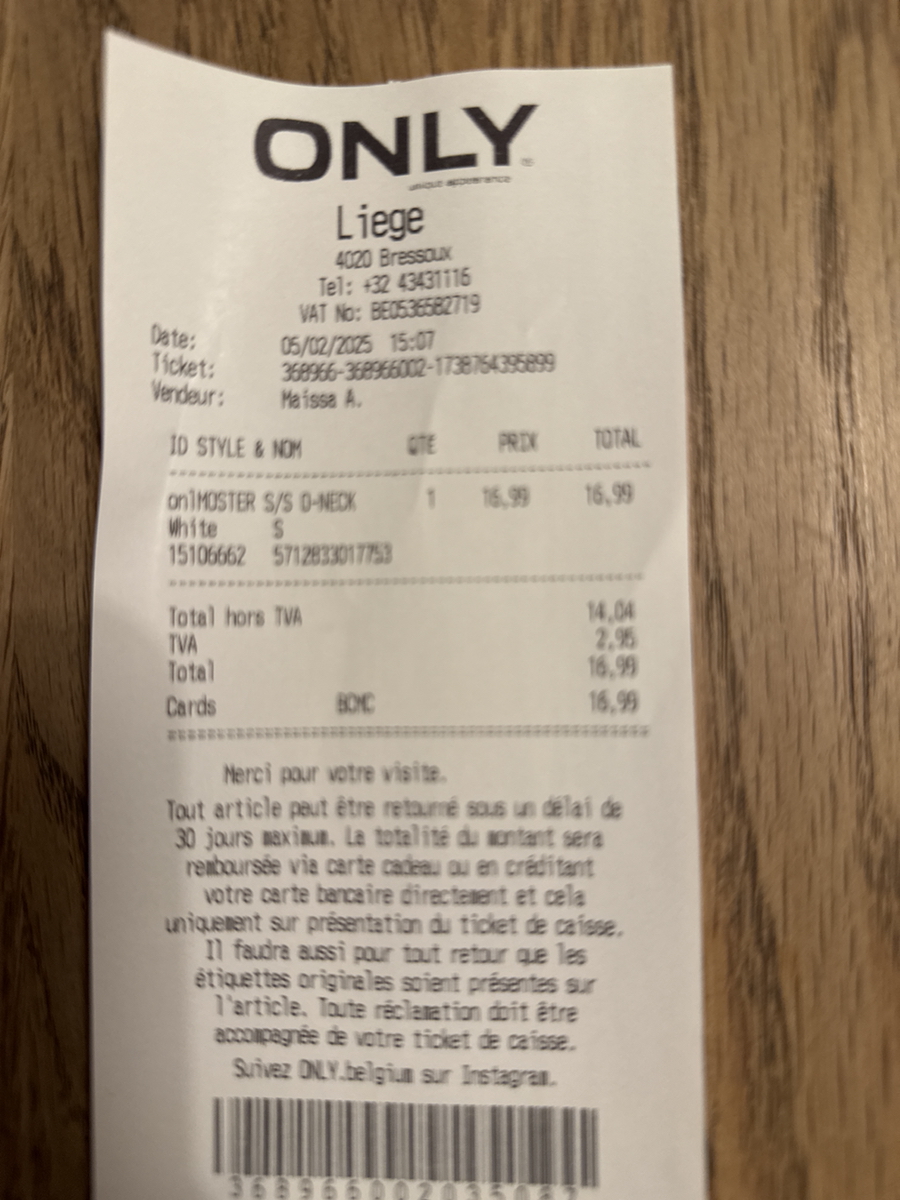 ONLY
unique appearance
Liege
4020 Bressoux
Tel: +32 43431116
VAT No: BE0536582719
Date: 05/02/2025 15:07
Ticket: 368966-368966002-1738764395899
Vendeur: Maissa A.
ID STYLE & NOM QTE PRIX TOTAL
onlMOSTER S/S O-NECK 1 16,99 16,99
White S
15106662 5712833017753
Total hors TVA 14,04
TVA 2,95
Total 16,99
Cards BCMC 16,99
Merci pour votre visite.
Tout article peut être retourné sous un délai de
30 jours maximum. La totalité du montant sera
remboursée via carte cadeau ou en créditant
votre carte bancaire directement et cela
uniquement sur présentation du ticket de caisse.
Il faudra aussi pour tout retour que les
étiquettes originales soient présentes sur
l'article. Toute réclamation doit être
accompagnée de votre ticket de caisse.
Suivez ONLY.belgium sur Instagram.